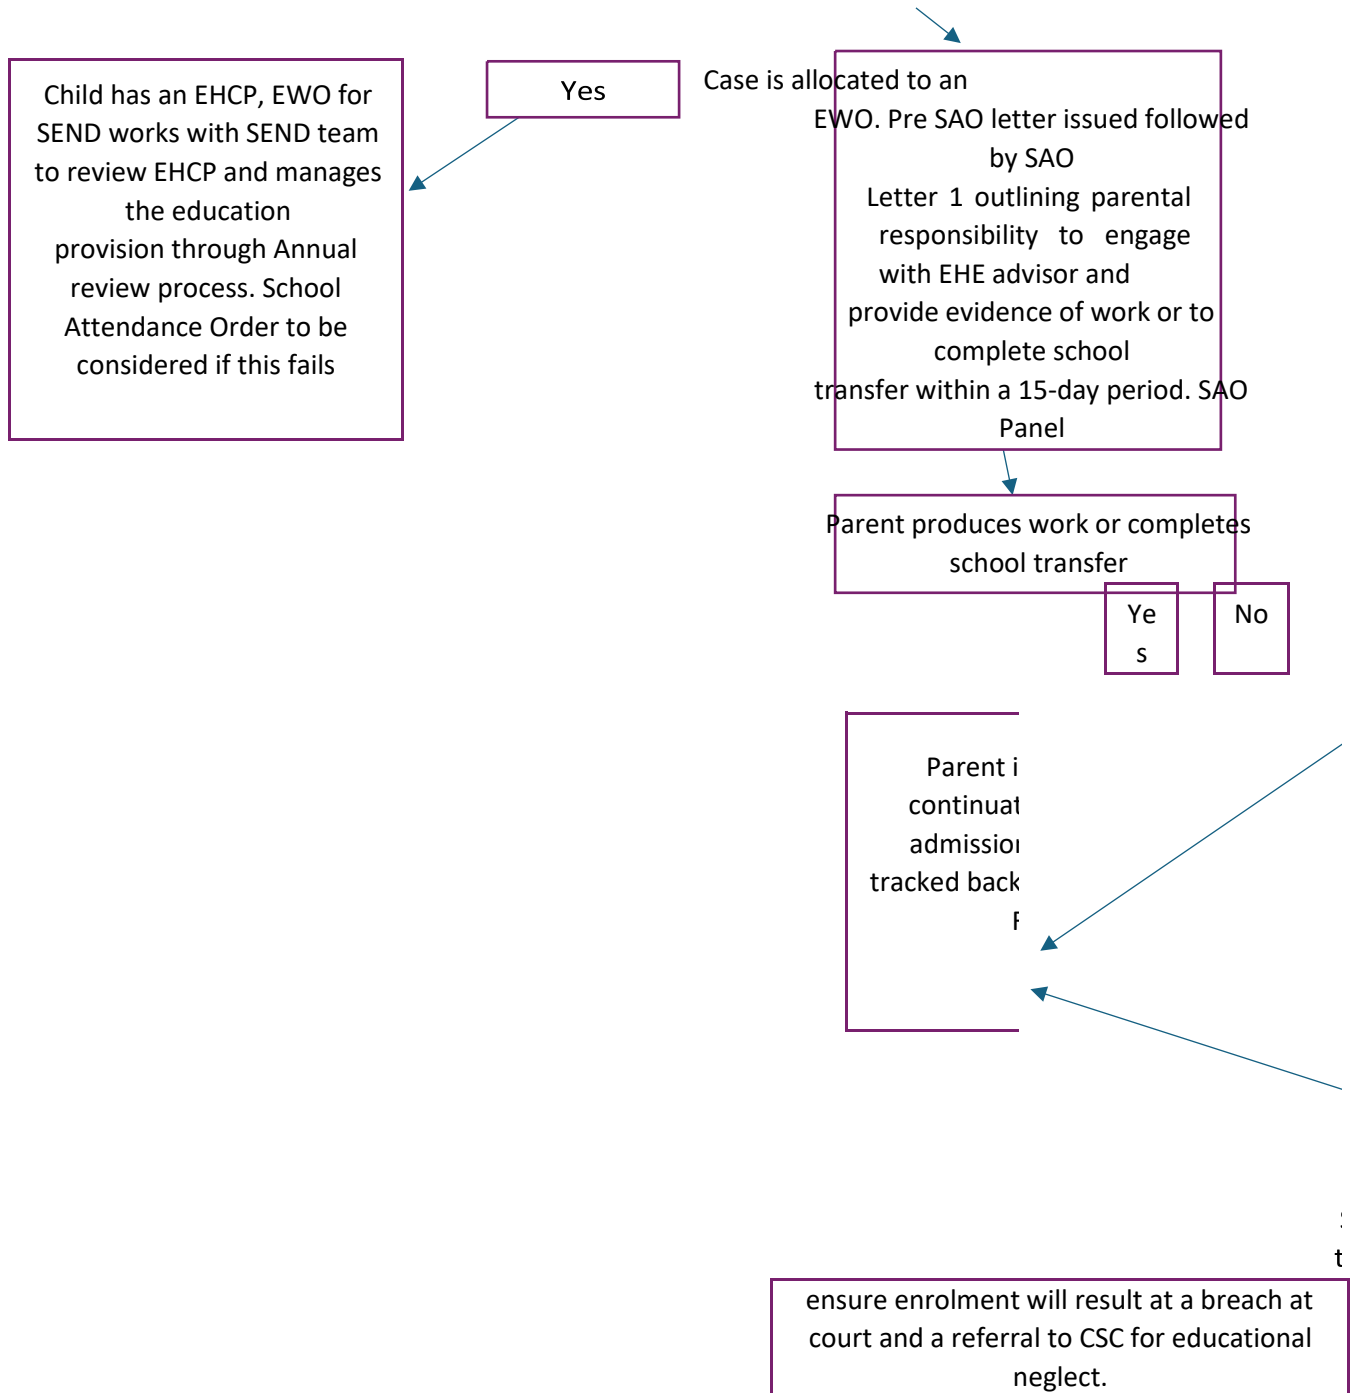 Child has an EHCP, EWO for
SEND works with SEND team
to review EHCP and manages
the education
provision through Annual
review process. School
Attendance Order to be
considered if this fails
Yes
Case is allocated to an
EWO. Pre SAO letter issued followed
by SAO
Letter 1 outlining parental
responsibility to engage
with EHE advisor and
provide evidence of work or to
complete school
transfer within a 15-day period. SAO
Panel
Parent produces work or completes
school transfer
Ye
s
No
Parent i
continuat
admission
tracked back
t
ensure enrolment will result at a breach at
court and a referral to CSC for educational
neglect.